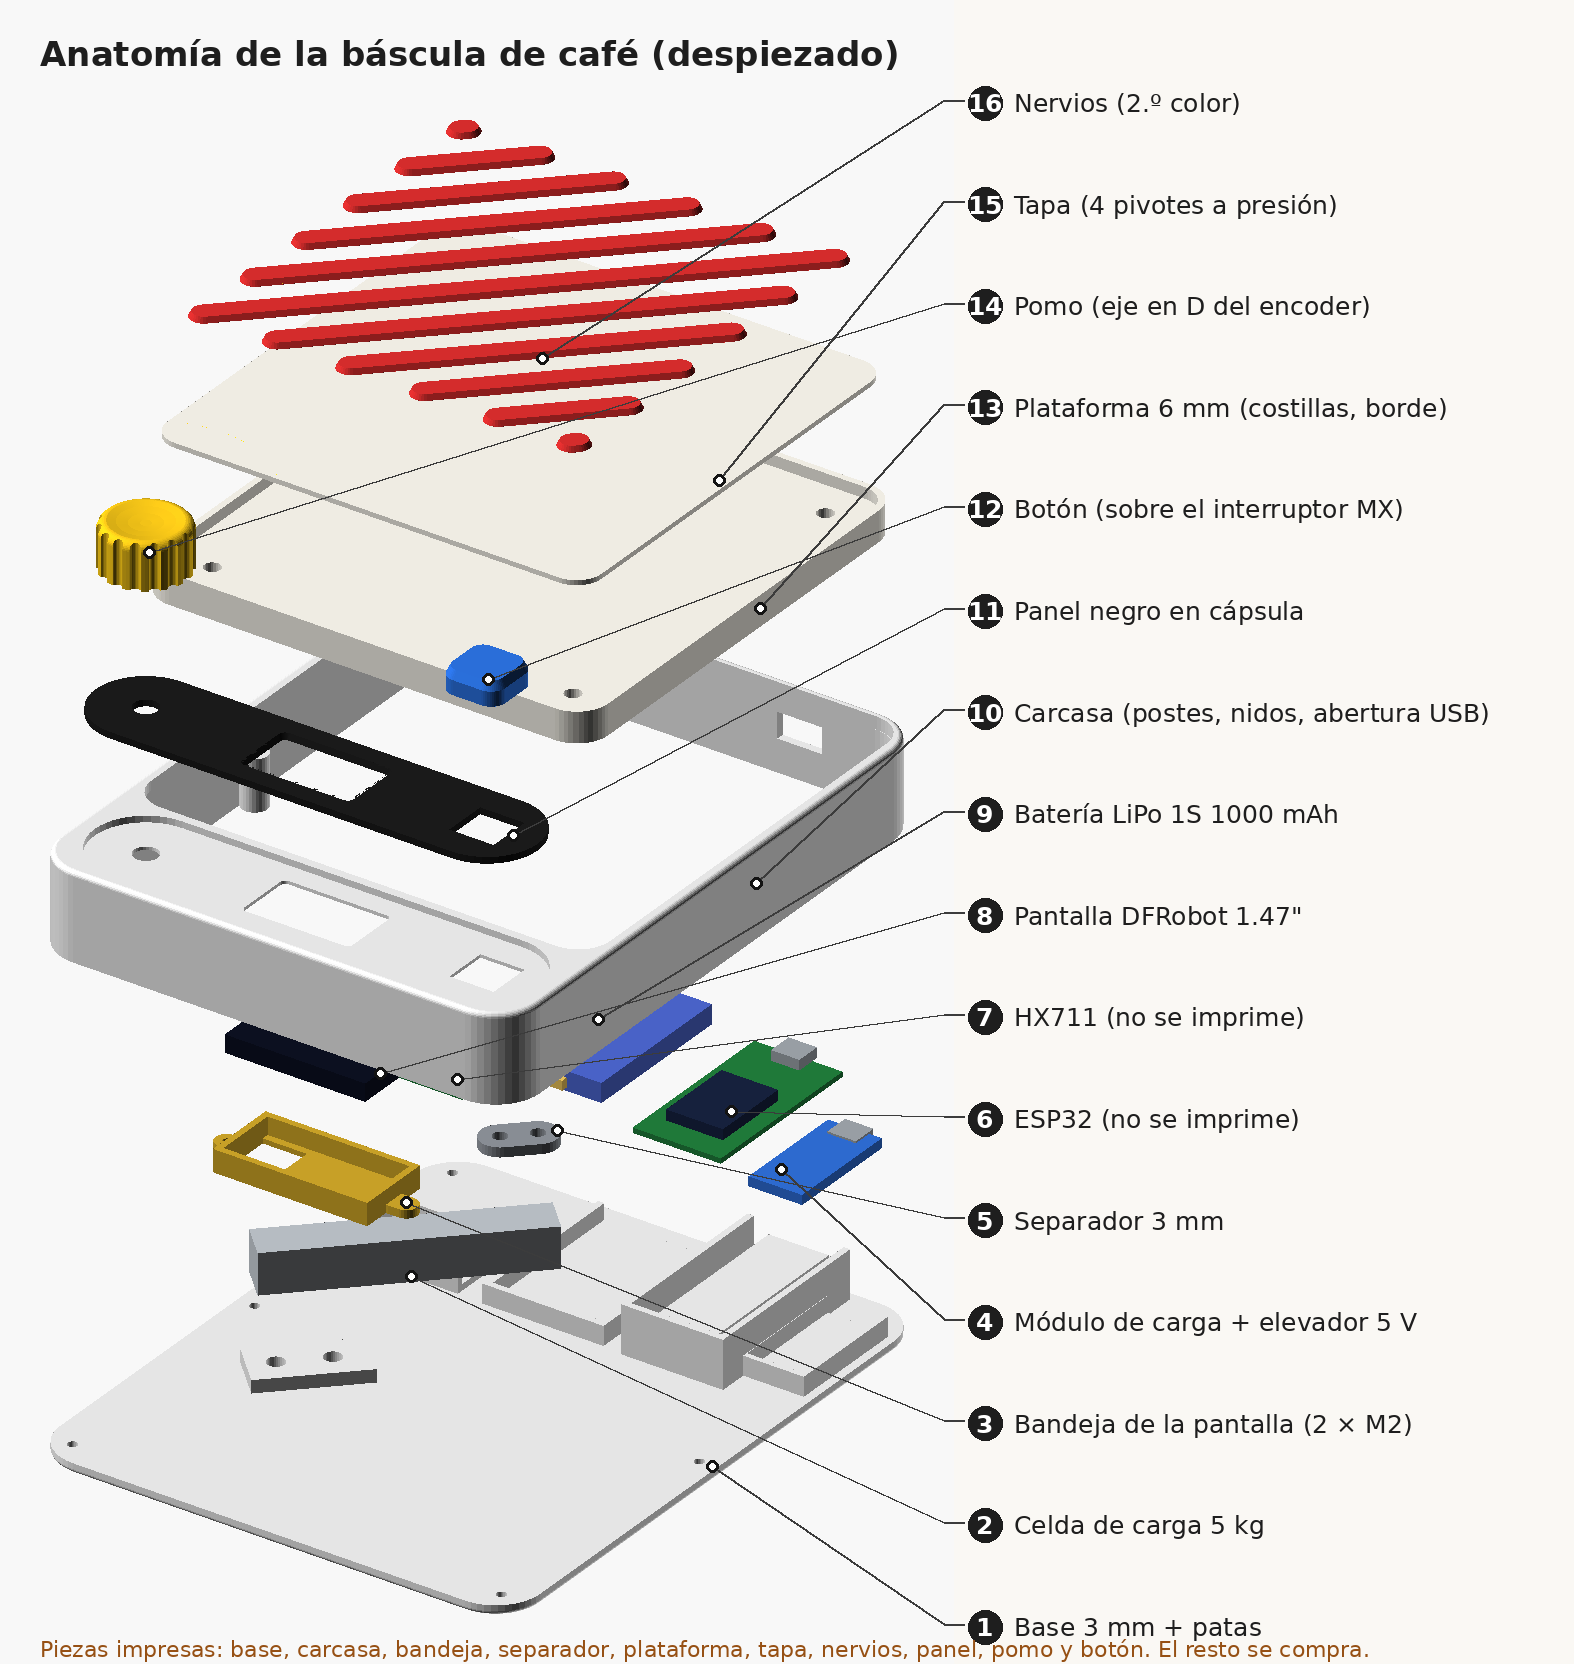 Anatomía de la báscula de café (despiezado)
16 Nervios (2.º color)
15 Tapa (4 pivotes a presión)
14 Pomo (eje en D del encoder)
13 Plataforma 6 mm (costillas, borde)
12 Botón (sobre el interruptor MX)
11 Panel negro en cápsula
10 Carcasa (postes, nidos, abertura USB)
9 Batería LiPo 1S 1000 mAh
8 Pantalla DFRobot 1.47"
7 HX711 (no se imprime)
6 ESP32 (no se imprime)
5 Separador 3 mm
4 Módulo de carga + elevador 5 V
3 Bandeja de la pantalla (2 × M2)
2 Celda de carga 5 kg
1 Base 3 mm + patas
Piezas impresas: base, carcasa, bandeja, separador, plataforma, tapa, nervios, panel, pomo y botón. El resto se compra.